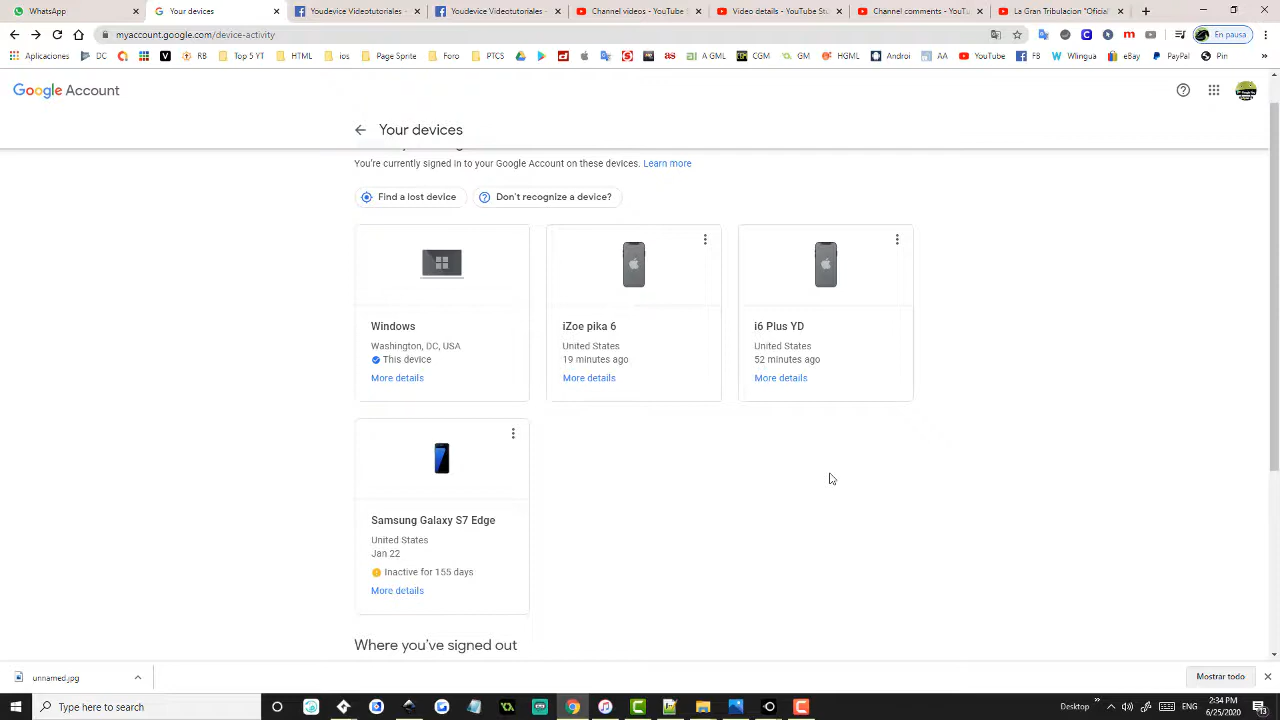 WhatsApp
Your devices
Youdevice Videotutoriales -
Youdevice Videotutoriales -
Channel videos - YouTube
Video details - YouTube St
Channel comments - YouTu
La Gran Tribulacion "Oficial
myaccount.google.com/device-activity
En pausa
Aplicaciones
DC
RB
Top 5 YT
HTML
ios
Page Sprite
Foro
PTCS
A GML
CGM
GM
HGML
Androi
AA
YouTube
FB
Wlingua
eBay
PayPal
Pin
Google Account
Your devices
You're currently signed in to your Google Account on these devices. Learn more
Find a lost device
Don't recognize a device?
Windows
Washington, DC, USA
This device
More details
iZoe pika 6
United States
19 minutes ago
More details
i6 Plus YD
United States
52 minutes ago
More details
Samsung Galaxy S7 Edge
United States
Jan 22
Inactive for 155 days
More details
Where you've signed out
unnamed.jpg
Mostrar todo
Type here to search
Desktop
ENG
2:34 PM
6/25/2020